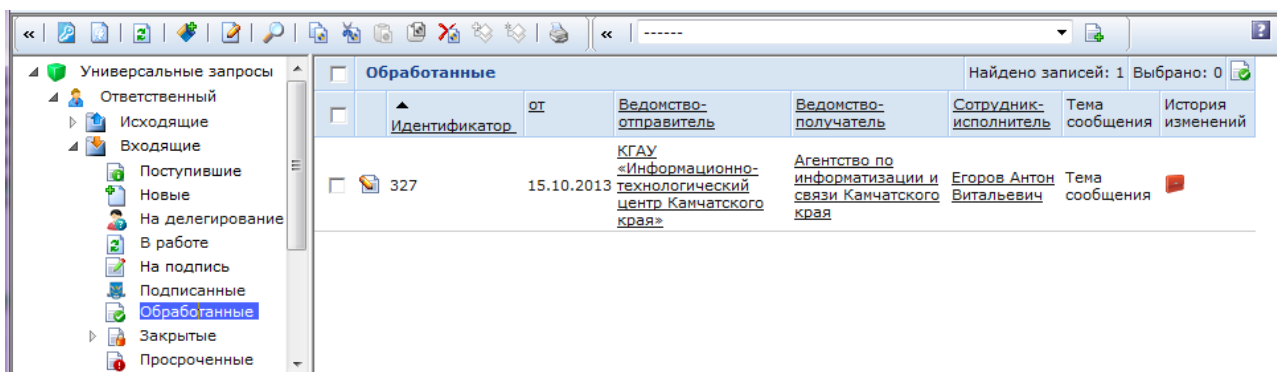 « ------ ?
Универсальные запросы
Ответственный
Исходящие
Входящие
Поступившие
Новые
На делегирование
В работе
На подпись
Подписанные
Обработанные
Закрытые
Просроченные
Обработанные Найдено записей: 1 Выбрано: 0
Идентификатор
от
Ведомство-
отправитель
Ведомство-
получатель
Сотрудник-
исполнитель
Тема
сообщения
История
изменений
327
15.10.2013
КГАУ
«Информационно-
технологический
центр Камчатского
края»
Агентство по
информатизации и
связи Камчатского
края
Егоров Антон
Витальевич
Тема
сообщения